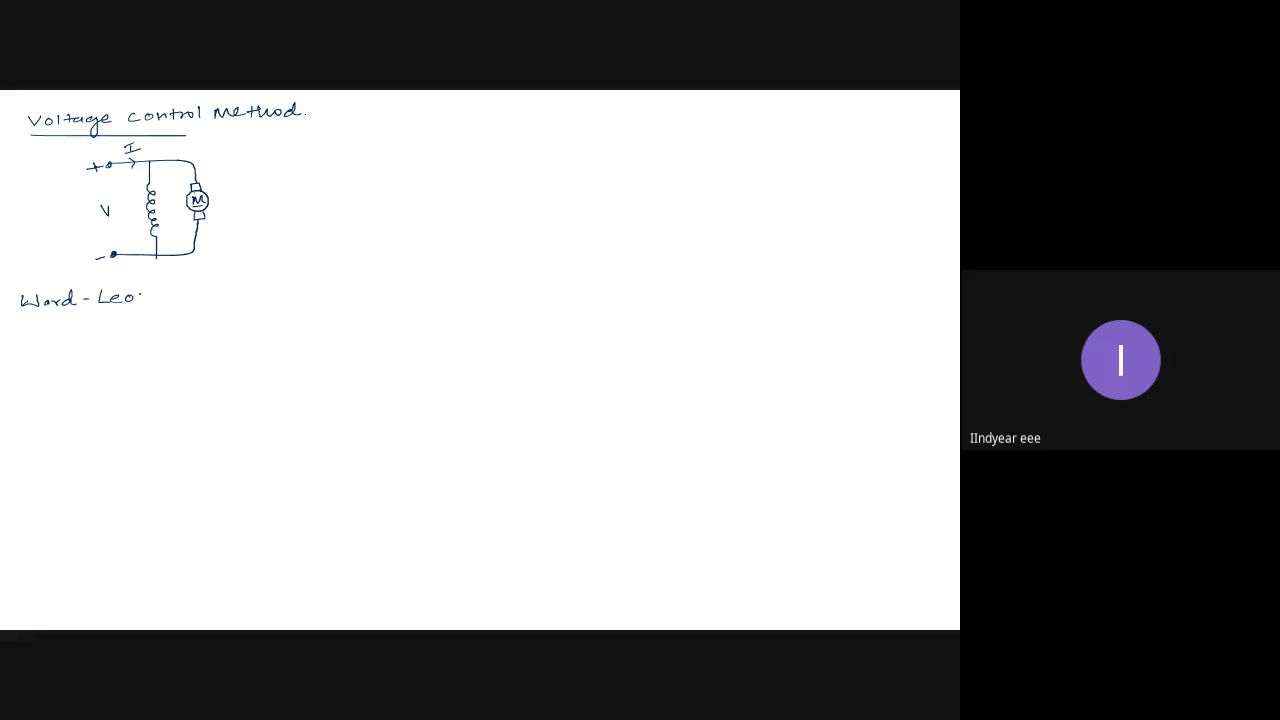 Voltage control Method.
I
+
V
M
-
Ward - Leo
I
IIndyear eee